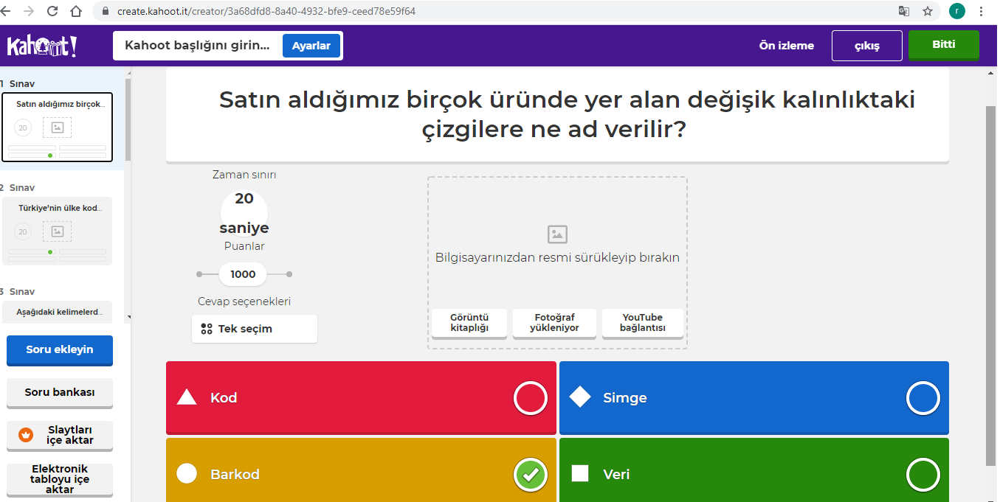 create.kahoot.it/creator/3a68dfd8-8a40-4932-bfe9-ceed78e59f64
r
Kahoot!
Kahoot başlığını girin...
Ayarlar
Ön izleme
çıkış
Bitti
1 Sınav
Satın aldığımız birçok...
20
2 Sınav
Türkiye'nin ülke kod...
20
3 Sınav
Aşağıdaki kelimelerd...
Soru ekleyin
Soru bankası
Slaytları
içe aktar
Elektronik
tabloyu içe
aktar
Satın aldığımız birçok üründe yer alan değişik kalınlıktaki
çizgilere ne ad verilir?
Zaman sınırı
20
saniye
Puanlar
1000
Cevap seçenekleri
Tek seçim
Bilgisayarınızdan resmi sürükleyip bırakın
Görüntü
kitaplığı
Fotoğraf
yükleniyor
YouTube
bağlantısı
Kod
Simge
Barkod
Veri